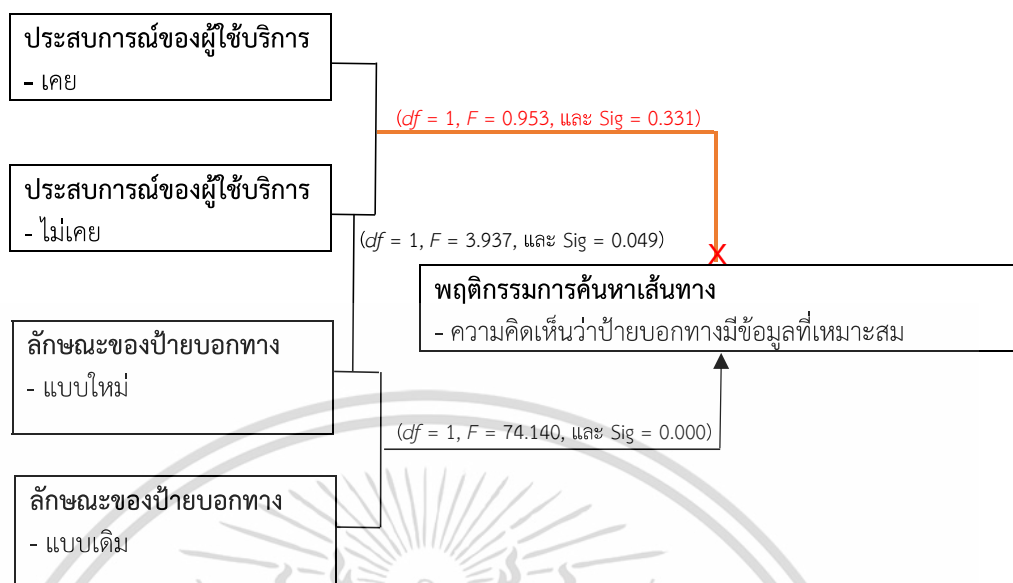 ประสบการณ์ของผู้ใช้บริการ
- เคย
(df = 1, F = 0.953, และ Sig = 0.331)
ประสบการณ์ของผู้ใช้บริการ
- ไม่เคย
(df = 1, F = 3.937, และ Sig = 0.049)
X
พฤติกรรมการค้นหาเส้นทาง
- ความคิดเห็นว่าป้ายบอกทางมีข้อมูลที่เหมาะสม
ลักษณะของป้ายบอกทาง
- แบบใหม่
(df = 1, F = 74.140, และ Sig = 0.000)
ลักษณะของป้ายบอกทาง
- แบบเดิม